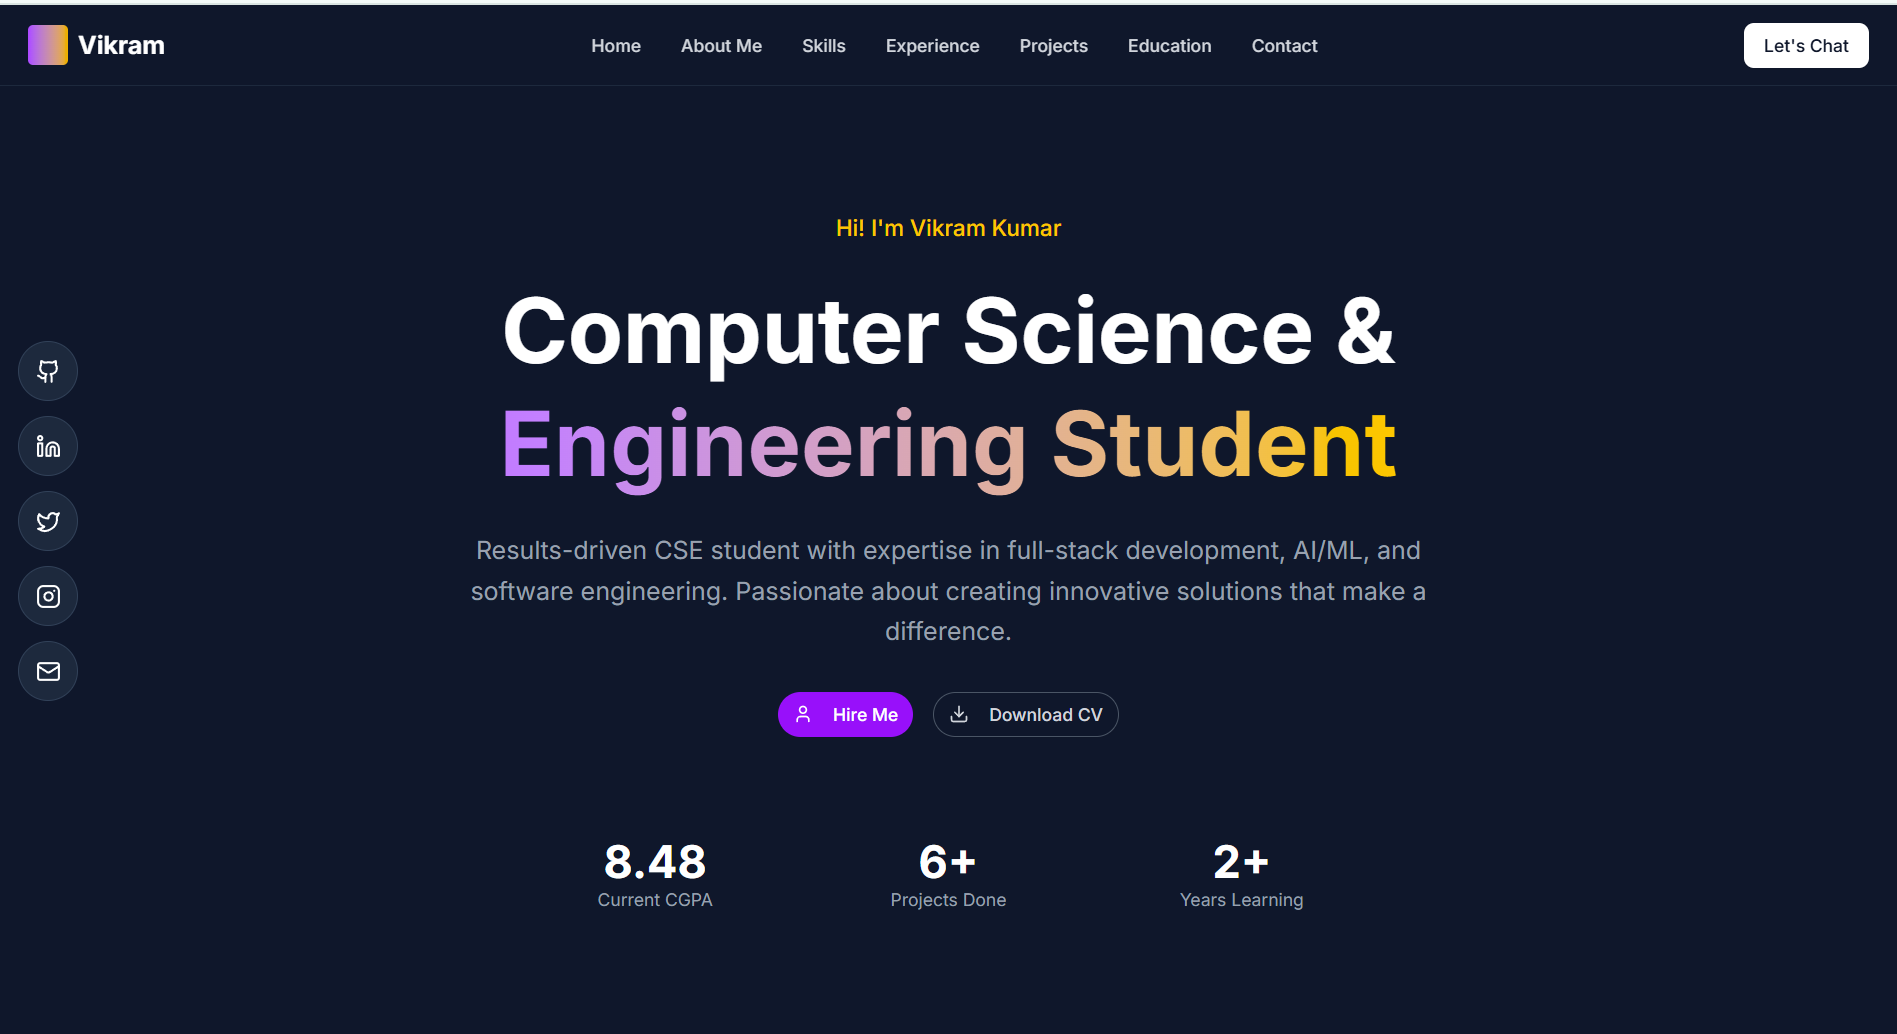 Vikram
Home
About Me
Skills
Experience
Projects
Education
Contact
Let's Chat
Hi! I'm Vikram Kumar
Computer Science &
Engineering Student
Results-driven CSE student with expertise in full-stack development, AI/ML, and
software engineering. Passionate about creating innovative solutions that make a
difference.
Hire Me
Download CV
8.48
Current CGPA
6+
Projects Done
2+
Years Learning